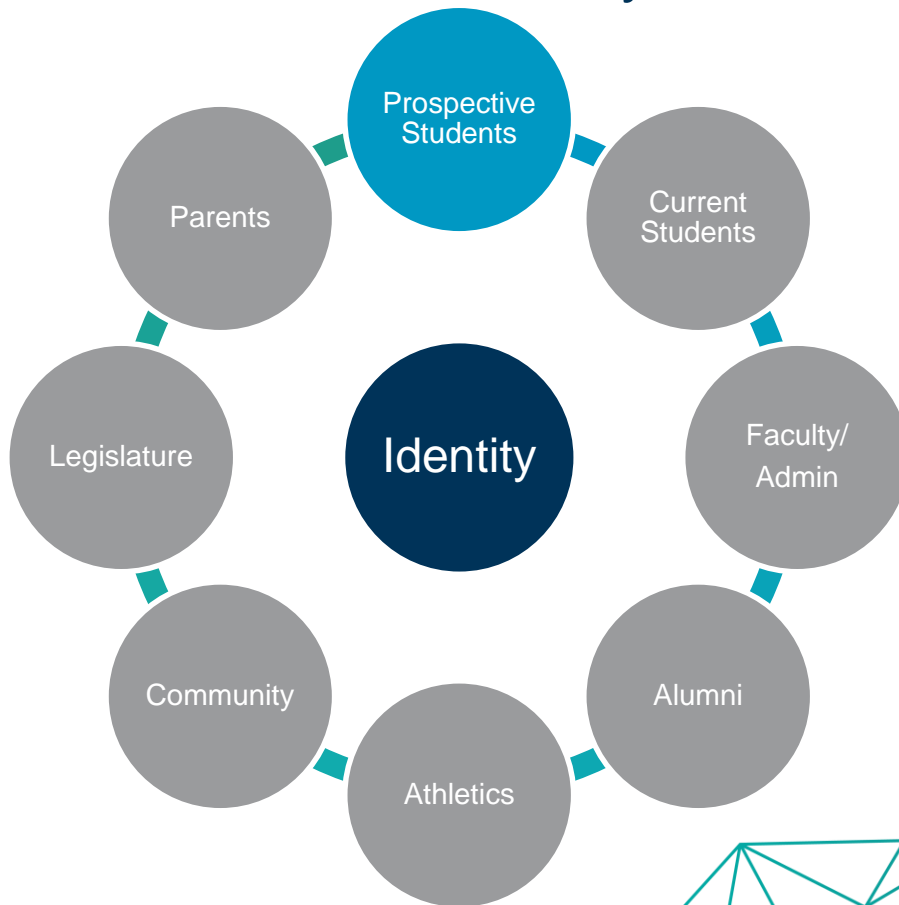 Prospective
Students
Current
Students
Parents
Identity
Faculty/
Admin
Legislature
Community
Alumni
Athletics